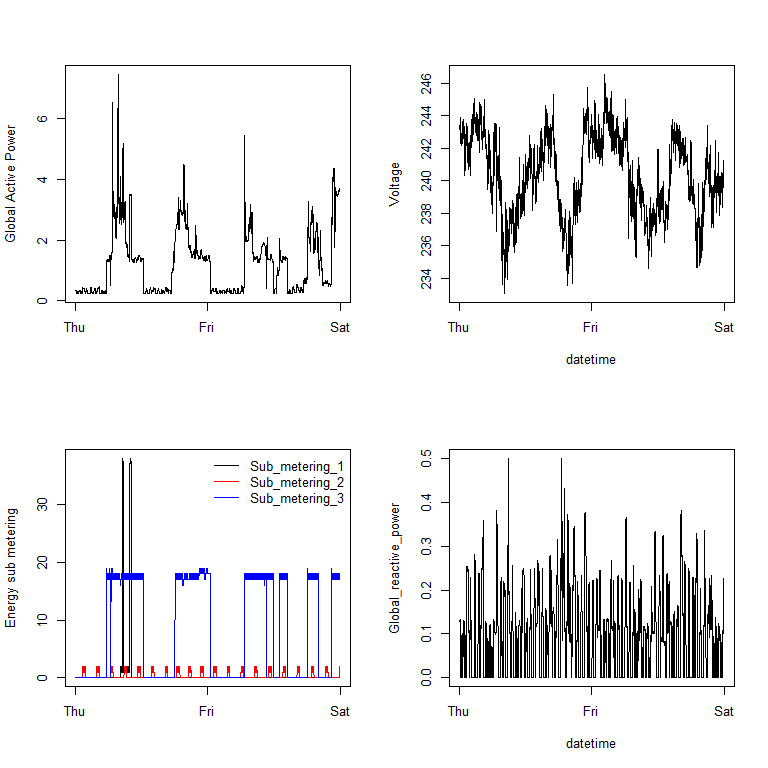 Global Active Power
6
4
2
0
Thu Fri Sat
Voltage
246
244
242
240
238
236
234
Thu Fri Sat
datetime
Energy sub metering
30
20
10
0
Sub_metering_1
Sub_metering_2
Sub_metering_3
Thu Fri Sat
Global_reactive_power
0.5
0.4
0.3
0.2
0.1
0.0
Thu Fri Sat
datetime